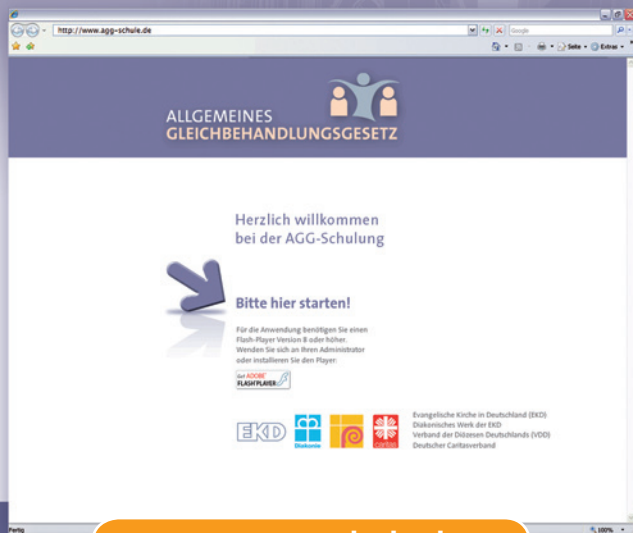 http://www.agg-schule.de
Google
Seite
Extras
ALLGEMEINES
GLEICHBEHANDLUNGSGESETZ
Herzlich willkommen
bei der AGG-Schulung
Bitte hier starten!
Für die Anwendung benötigen Sie einen
Flash-Player Version 8 oder höher.
Wenden Sie sich an Ihren Administrator
oder installieren Sie den Player:
Get ADOBE
FLASH PLAYER
EKD
Diakonie
caritas
Evangelische Kirche in Deutschland (EKD)
Diakonisches Werk der EKD
Verband der Diözesen Deutschlands (VDD)
Deutscher Caritasverband
Fertig
100%